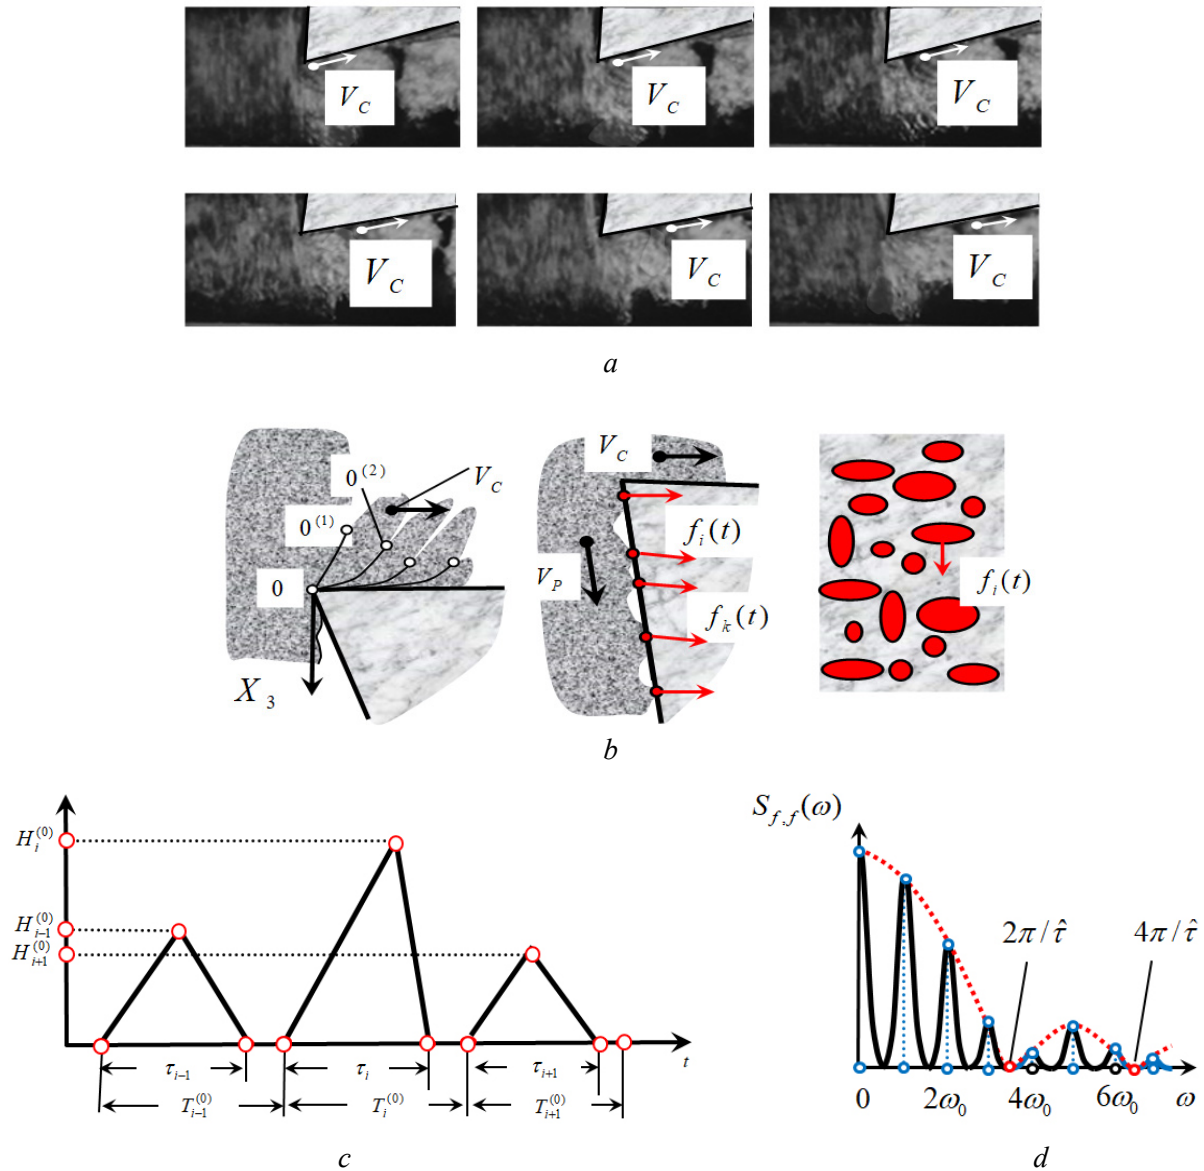 V_C V_C V_C
V_C V_C V_C
a
0^{(2)} V_C V_C
0^{(1)} f_i(t)
0 V_P f_i(t)
f_k(t)
X_3
b
S_{f,f}(ω)
H_i^{(0)}
H_{i-1}^{(0)} 2π/τ̂ 4π/τ̂
H_{i+1}^{(0)}
τ_{i-1} τ_i τ_{i+1} t
T_{i-1}^{(0)} T_i^{(0)} T_{i+1}^{(0)}
0 2ω_0 4ω_0 6ω_0 ω
c d